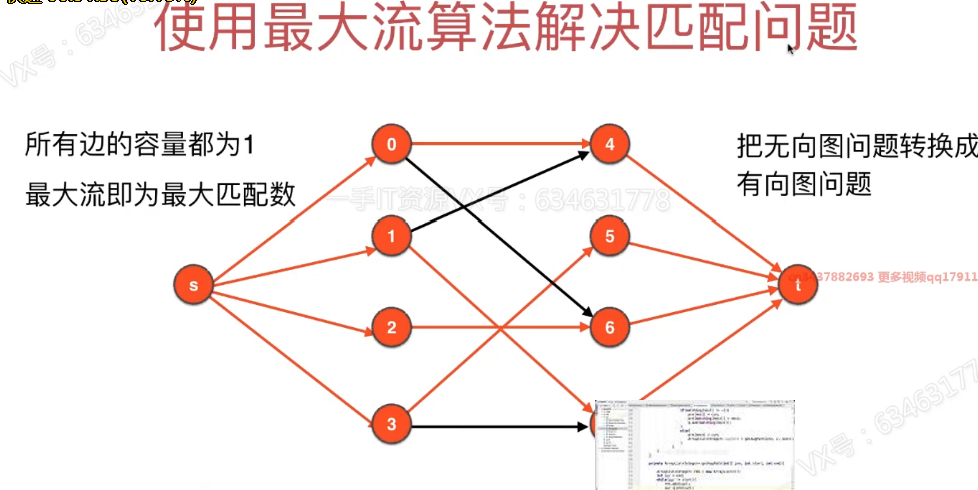 使用最大流算法解决匹配问题
VX号：634631
所有边的容量都为1
最大流即为最大匹配数
把无向图问题转换成
有向图问题
一手IT资源 VX号：634631778
0
4
1
5
s
t
3437882693 更多视频qq17911
2
6
3
VX号：634631778